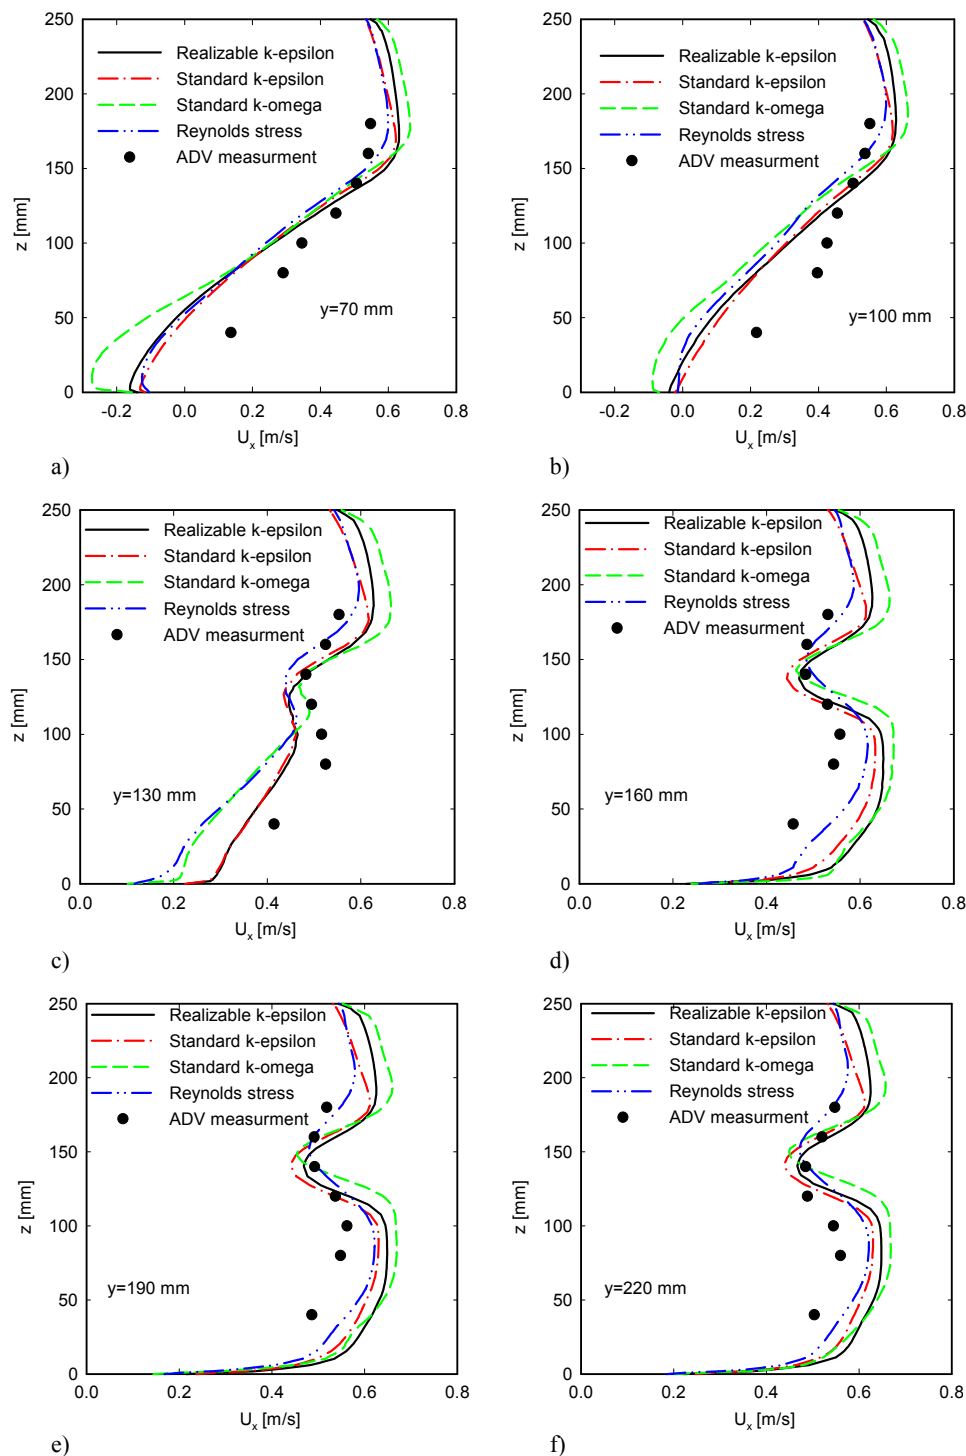 250
200
150
100
50
0
z [mm]
Realizable k-epsilon
Standard k-epsilon
Standard k-omega
Reynolds stress
ADV measurment
y=70 mm
-0.2 0.0 0.2 0.4 0.6 0.8
Ux [m/s]
a)
250
200
150
100
50
0
z [mm]
Realizable k-epsilon
Standard k-epsilon
Standard k-omega
Reynolds stress
ADV measurment
y=100 mm
-0.2 0.0 0.2 0.4 0.6 0.8
Ux [m/s]
b)
250
200
150
100
50
0
z [mm]
Realizable k-epsilon
Standard k-epsilon
Standard k-omega
Reynolds stress
ADV measurment
y=130 mm
0.0 0.2 0.4 0.6 0.8
Ux [m/s]
c)
250
200
150
100
50
0
z [mm]
Realizable k-epsilon
Standard k-epsilon
Standard k-omega
Reynolds stress
ADV measurment
y=160 mm
0.0 0.2 0.4 0.6 0.8
Ux [m/s]
d)
250
200
150
100
50
0
z [mm]
Realizable k-epsilon
Standard k-epsilon
Standard k-omega
Reynolds stress
ADV measurment
y=190 mm
0.0 0.2 0.4 0.6 0.8
Ux [m/s]
e)
250
200
150
100
50
0
z [mm]
Realizable k-epsilon
Standard k-epsilon
Standard k-omega
Reynolds stress
ADV measurment
y=220 mm
0.0 0.2 0.4 0.6 0.8
Ux [m/s]
f)